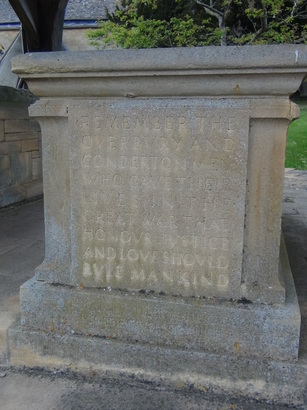 REMEMBER THE
OVERBURY AND
CONDERTON MEN
WHO GAVE THEIR
LIVES IN THE
GREAT WAR THAT
HONOUR JUSTICE
AND LOVE SHOULD
RULE MANKIND